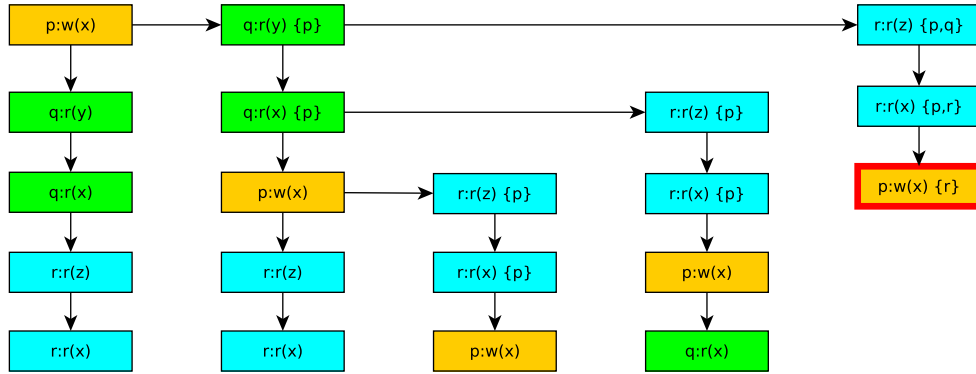 p:w(x)
q:r(y) {p}
r:r(z) {p,q}
q:r(y)
q:r(x) {p}
r:r(z) {p}
r:r(x) {p,r}
q:r(x)
p:w(x)
r:r(z) {p}
r:r(x) {p}
p:w(x) {r}
r:r(z)
r:r(z)
r:r(x) {p}
p:w(x)
r:r(x)
r:r(x)
p:w(x)
q:r(x)